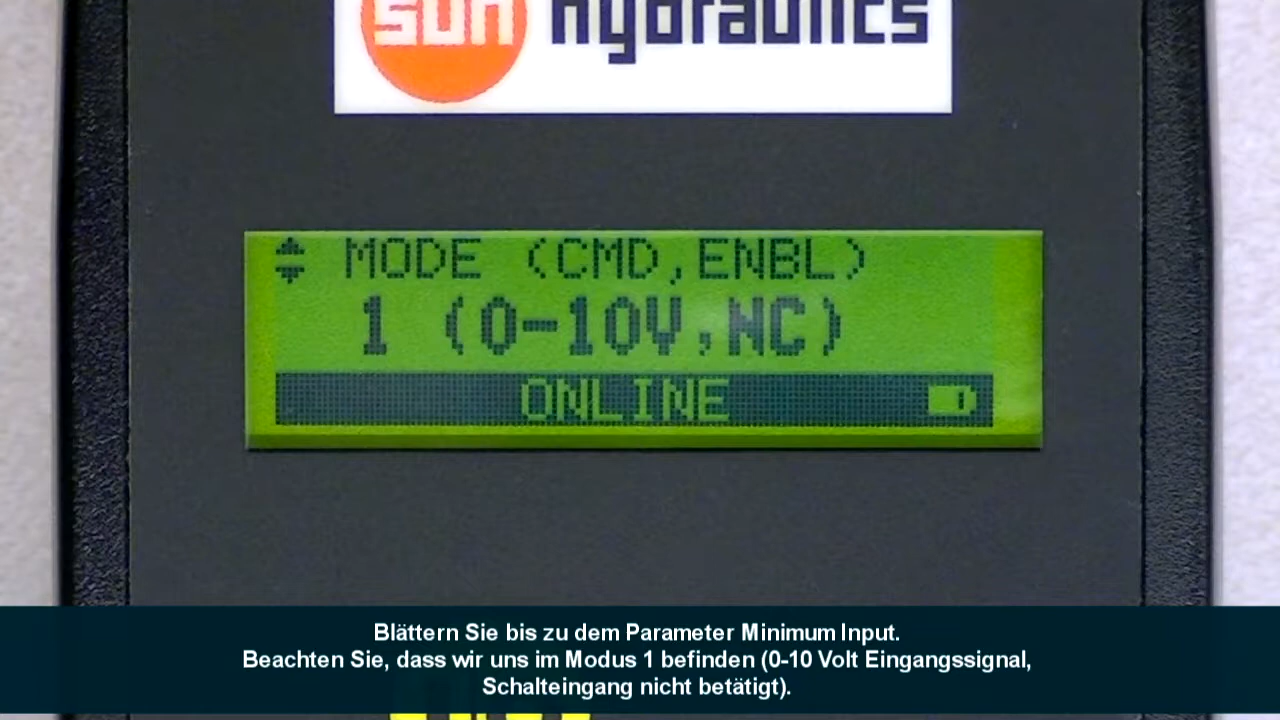 sun hydraulics
MODE (CMD,ENBL)
1 (0-10V,NC)
ONLINE
Blättern Sie bis zu dem Parameter Minimum Input.
Beachten Sie, dass wir uns im Modus 1 befinden (0-10 Volt Eingangssignal,
Schalteingang nicht betätigt).